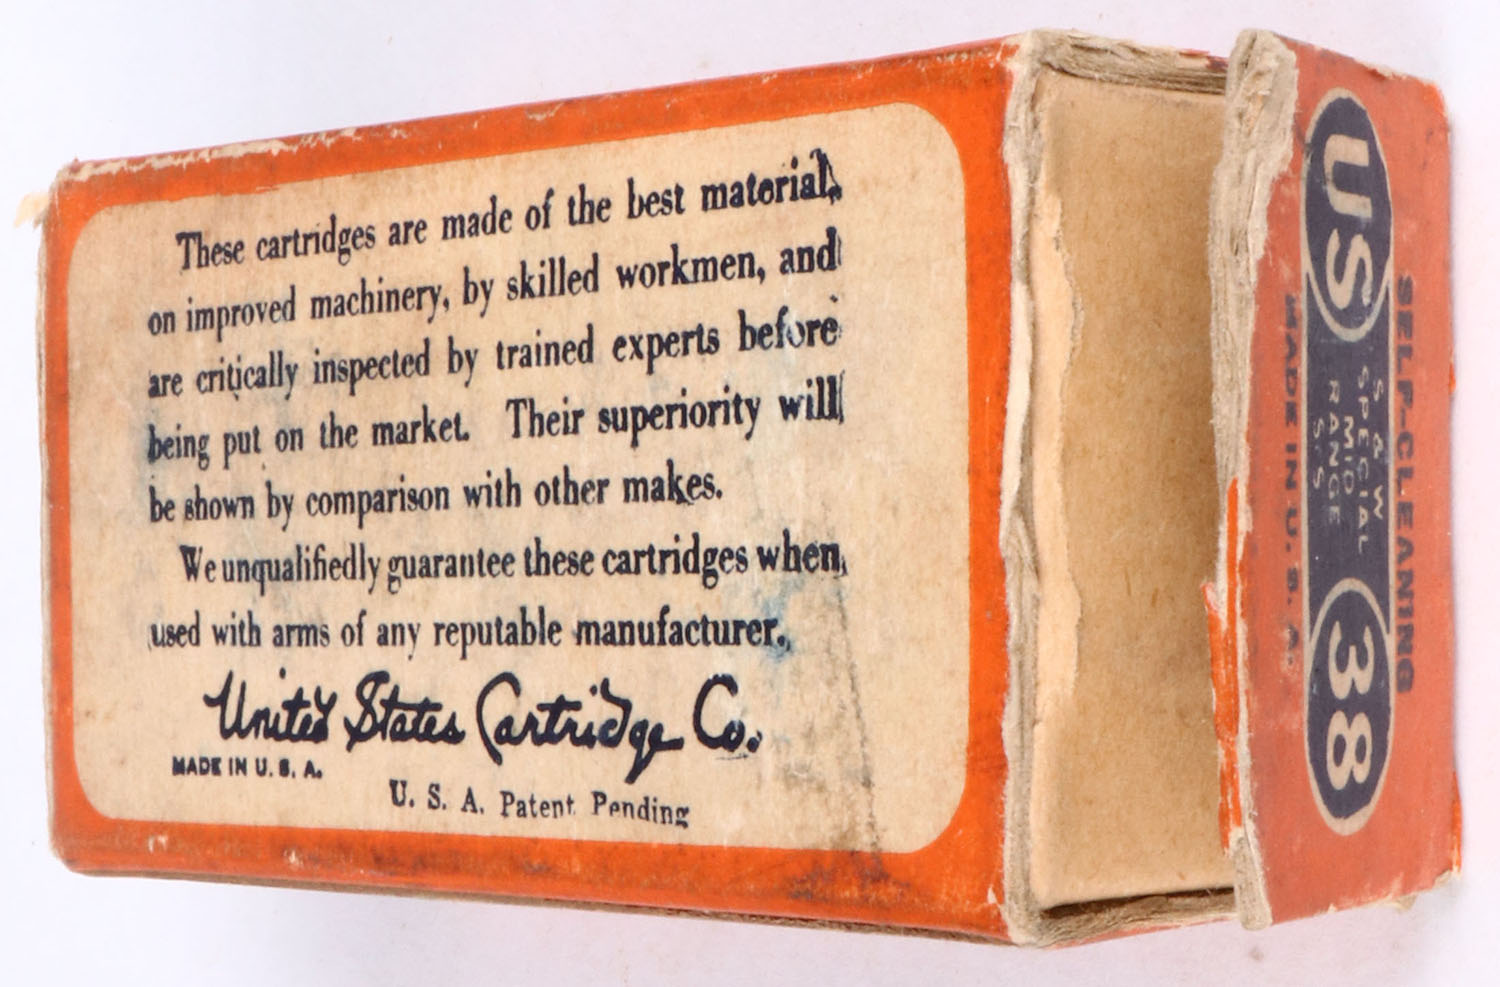 These cartridges are made of the best material,
on improved machinery, by skilled workmen, and
are critically inspected by trained experts before
being put on the market. Their superiority will
be shown by comparison with other makes.
We unqualifiedly guarantee these cartridges when
used with arms of any reputable manufacturer.
United States Cartridge Co.
MADE IN U. S. A.
U. S. A. Patent Pending
SELF-CLEANING
US
S & W
SPECIAL
MID
RANGE
S. S.
38
MADE IN U. S. A.